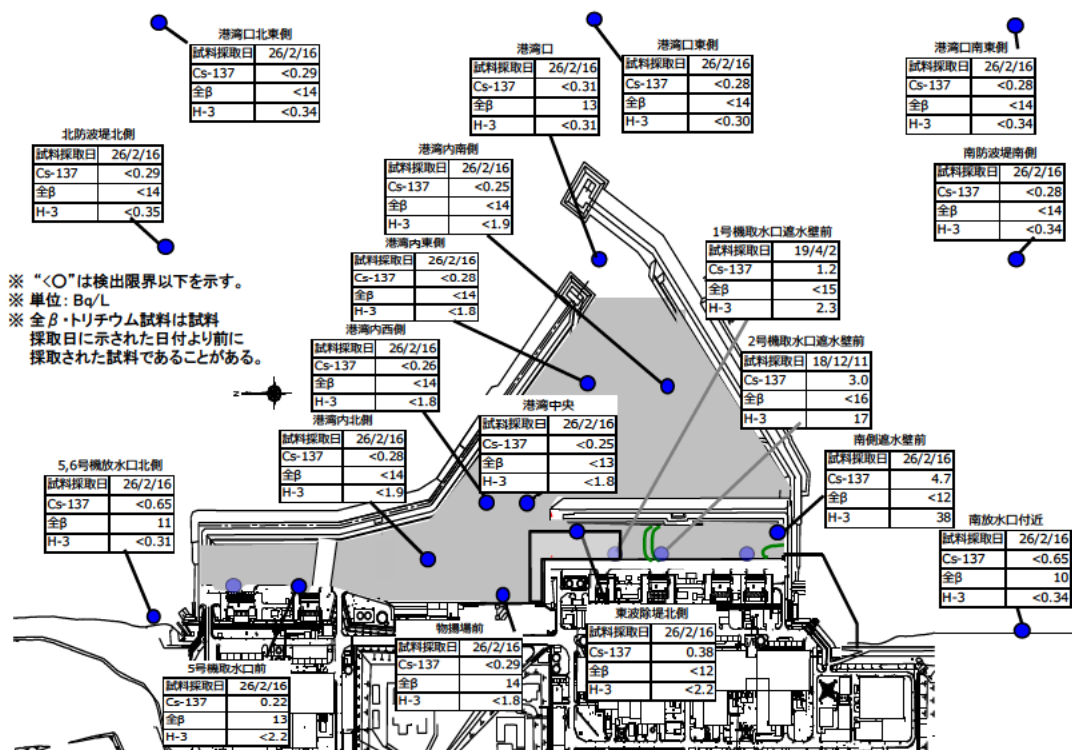 港湾口北東側
試料採取日 26/2/16
Cs-137 <0.29
全β <14
H-3 <0.34
港湾口
試料採取日 26/2/16
Cs-137 <0.31
全β 13
H-3 <0.31
港湾口東側
試料採取日 26/2/16
Cs-137 <0.28
全β <14
H-3 <0.30
港湾口南東側
試料採取日 26/2/16
Cs-137 <0.28
全β <14
H-3 <0.34
北防波堤北側
試料採取日 26/2/16
Cs-137 <0.29
全β <14
H-3 <0.35
港湾内南側
試料採取日 26/2/16
Cs-137 <0.25
全β <14
H-3 <1.9
南防波堤南側
試料採取日 26/2/16
Cs-137 <0.28
全β <14
H-3 <0.34
港湾内東側
試料採取日 26/2/16
Cs-137 <0.28
全β <14
H-3 <1.8
1号機取水口遮水壁前
試料採取日 19/4/2
Cs-137 1.2
全β <15
H-3 2.3
※ “<○”は検出限界以下を示す。
※ 単位: Bq/L
※ 全β・トリチウム試料は試料
採取日に示された日付より前に
採取された試料であることがある。
港湾内西側
試料採取日 26/2/16
Cs-137 <0.26
全β <14
H-3 <1.8
2号機取水口遮水壁前
試料採取日 18/12/11
Cs-137 3.0
全β <16
H-3 17
N
港湾中央
試料採取日 26/2/16
Cs-137 <0.25
全β <13
H-3 <1.8
港湾内北側
試料採取日 26/2/16
Cs-137 <0.28
全β <14
H-3 <1.9
南側遮水壁前
試料採取日 26/2/16
Cs-137 4.7
全β <12
H-3 38
5,6号機放水口北側
試料採取日 26/2/16
Cs-137 <0.65
全β 11
H-3 <0.31
南放水口付近
試料採取日 26/2/16
Cs-137 <0.65
全β 10
H-3 <0.34
東波除堤北側
試料採取日 26/2/16
Cs-137 0.38
全β <12
H-3 <2.2
物揚場前
試料採取日 26/2/16
Cs-137 <0.29
全β 14
H-3 <1.8
5号機取水口前
試料採取日 26/2/16
Cs-137 0.22
全β 13
H-3 <2.2